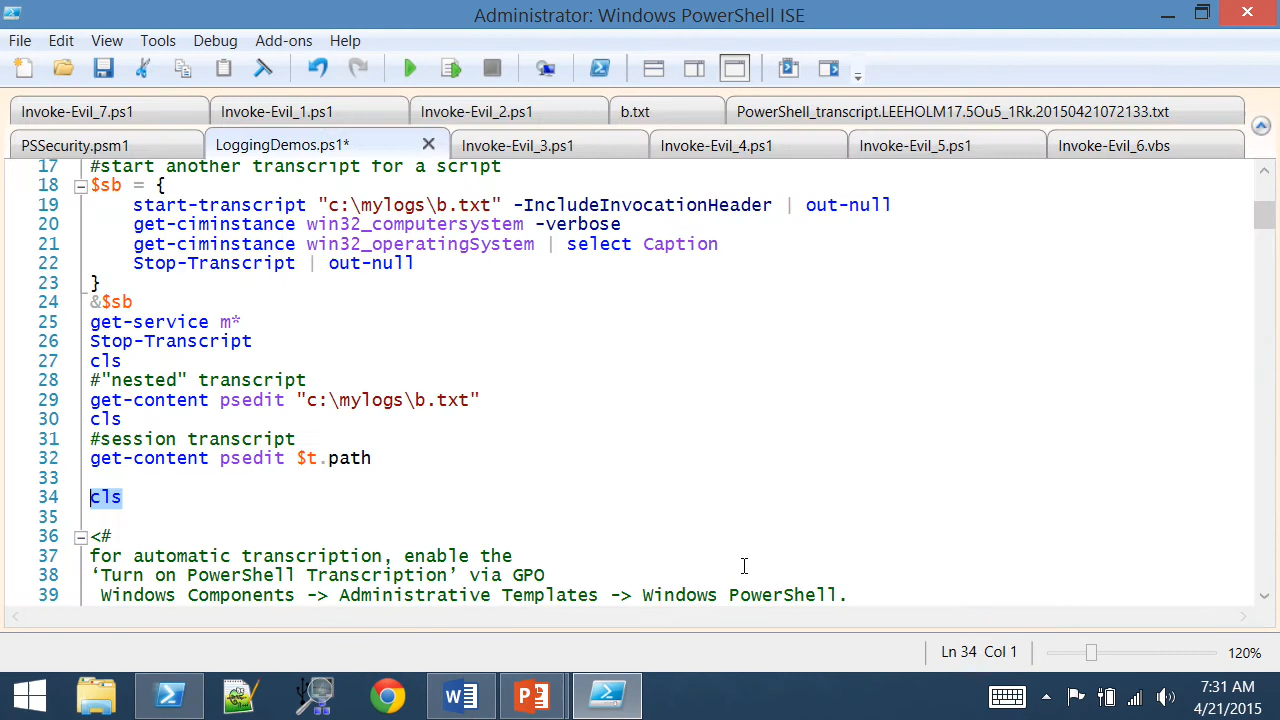 Administrator: Windows PowerShell ISE
File Edit View Tools Debug Add-ons Help
Invoke-Evil_7.ps1 Invoke-Evil_1.ps1 Invoke-Evil_2.ps1 b.txt PowerShell_transcript.LEEHOLM17.5Ou5_1Rk.20150421072133.txt
PSSecurity.psm1 LoggingDemos.ps1* Invoke-Evil_3.ps1 Invoke-Evil_4.ps1 Invoke-Evil_5.ps1 Invoke-Evil_6.vbs
17 #start another transcript for a script
18 $sb = {
19 start-transcript "c:\mylogs\b.txt" -IncludeInvocationHeader | out-null
20 get-ciminstance win32_computersystem -verbose
21 get-ciminstance win32_operatingSystem | select Caption
22 Stop-Transcript | out-null
23 }
24 &$sb
25 get-service m*
26 Stop-Transcript
27 cls
28 #"nested" transcript
29 get-content psedit "c:\mylogs\b.txt"
30 cls
31 #session transcript
32 get-content psedit $t.path
33
34 cls
35
36 <#
37 for automatic transcription, enable the
38 ‘Turn on PowerShell Transcription’ via GPO
39 Windows Components -> Administrative Templates -> Windows PowerShell.
Ln 34 Col 1 120%
7:31 AM
4/21/2015